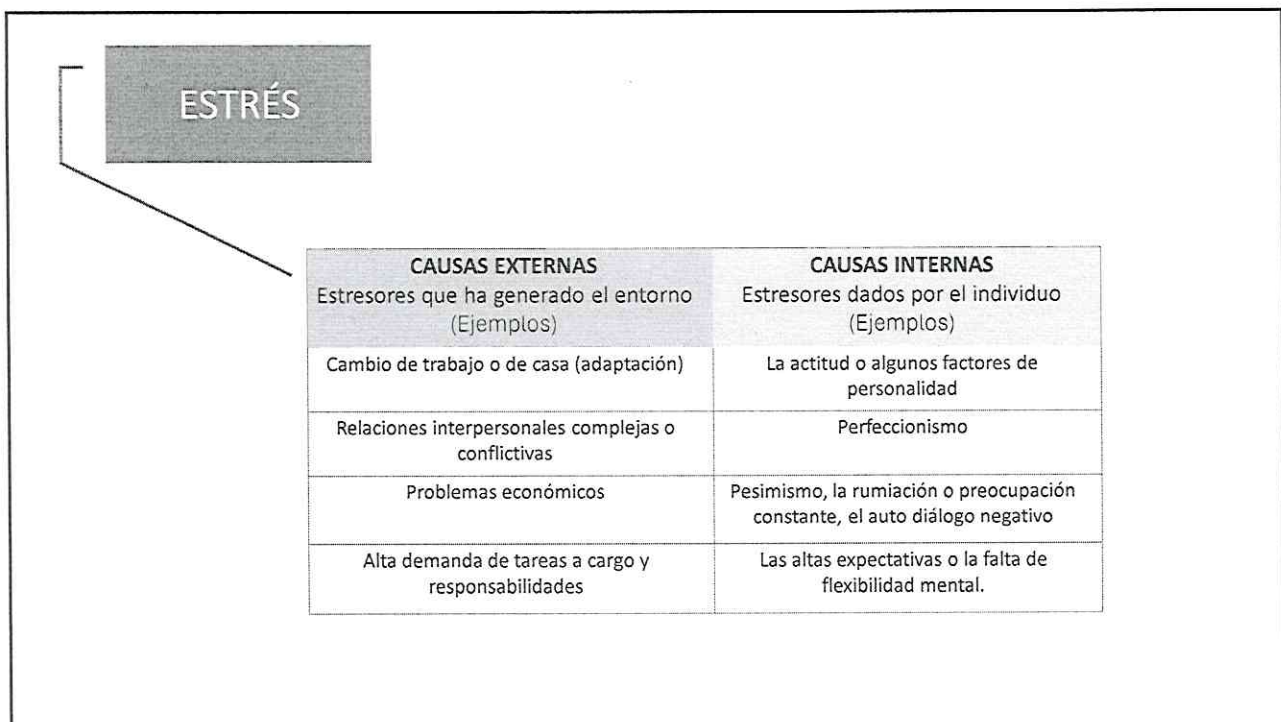 ESTRÉS
CAUSAS EXTERNAS
Estresores que ha generado el entorno
(Ejemplos)
CAUSAS INTERNAS
Estresores dados por el individuo
(Ejemplos)
Cambio de trabajo o de casa (adaptación)
La actitud o algunos factores de
personalidad
Relaciones interpersonales complejas o
conflictivas
Perfeccionismo
Problemas económicos
Pesimismo, la rumiación o preocupación
constante, el auto diálogo negativo
Alta demanda de tareas a cargo y
responsabilidades
Las altas expectativas o la falta de
flexibilidad mental.